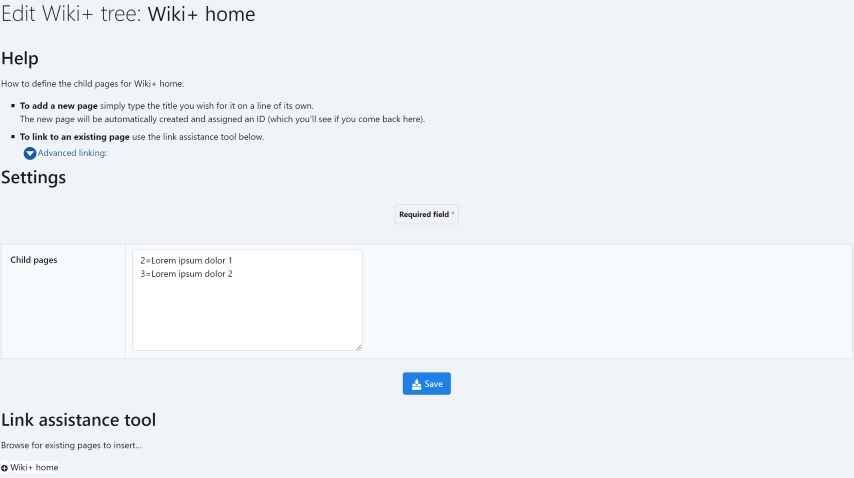 Edit Wiki+ tree: Wiki+ home
Help
How to define the child pages for Wiki+ home:
To add a new page simply type the title you wish for it on a line of its own.
The new page will be automatically created and assigned an ID (which you'll see if you come back here).
To link to an existing page use the link assistance tool below.
Advanced linking:
Settings
Required field *
Child pages
2=Lorem ipsum dolor 1
3=Lorem ipsum dolor 2
Save
Link assistance tool
Browse for existing pages to insert...
Wiki+ home